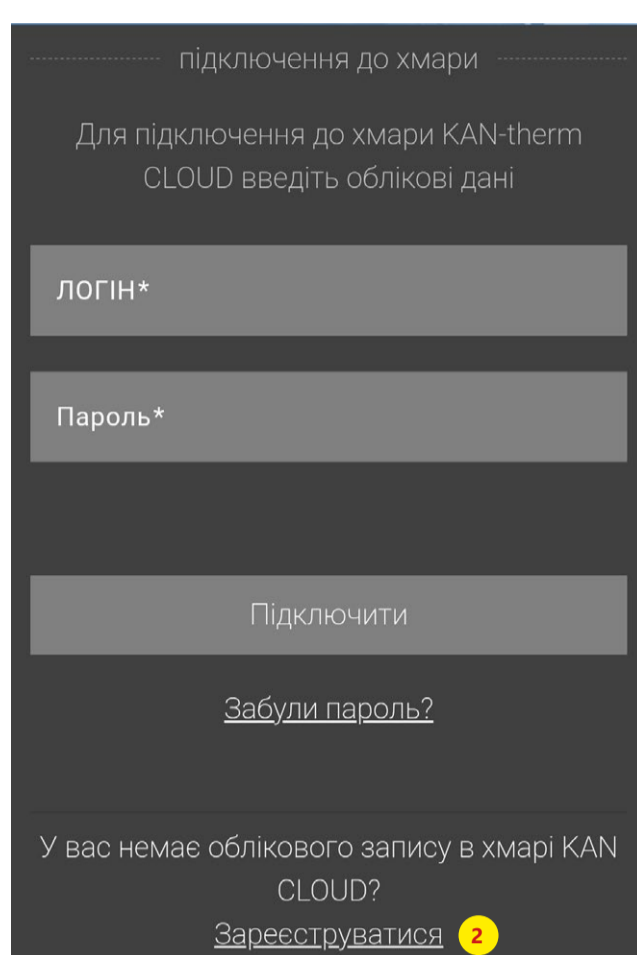 підключення до хмари
Для підключення до хмари KAN-therm
CLOUD введіть облікові дані
ЛОГІН*
Пароль*
Підключити
Забули пароль?
У вас немає облікового запису в хмарі KAN
CLOUD?
Зареєструватися 2